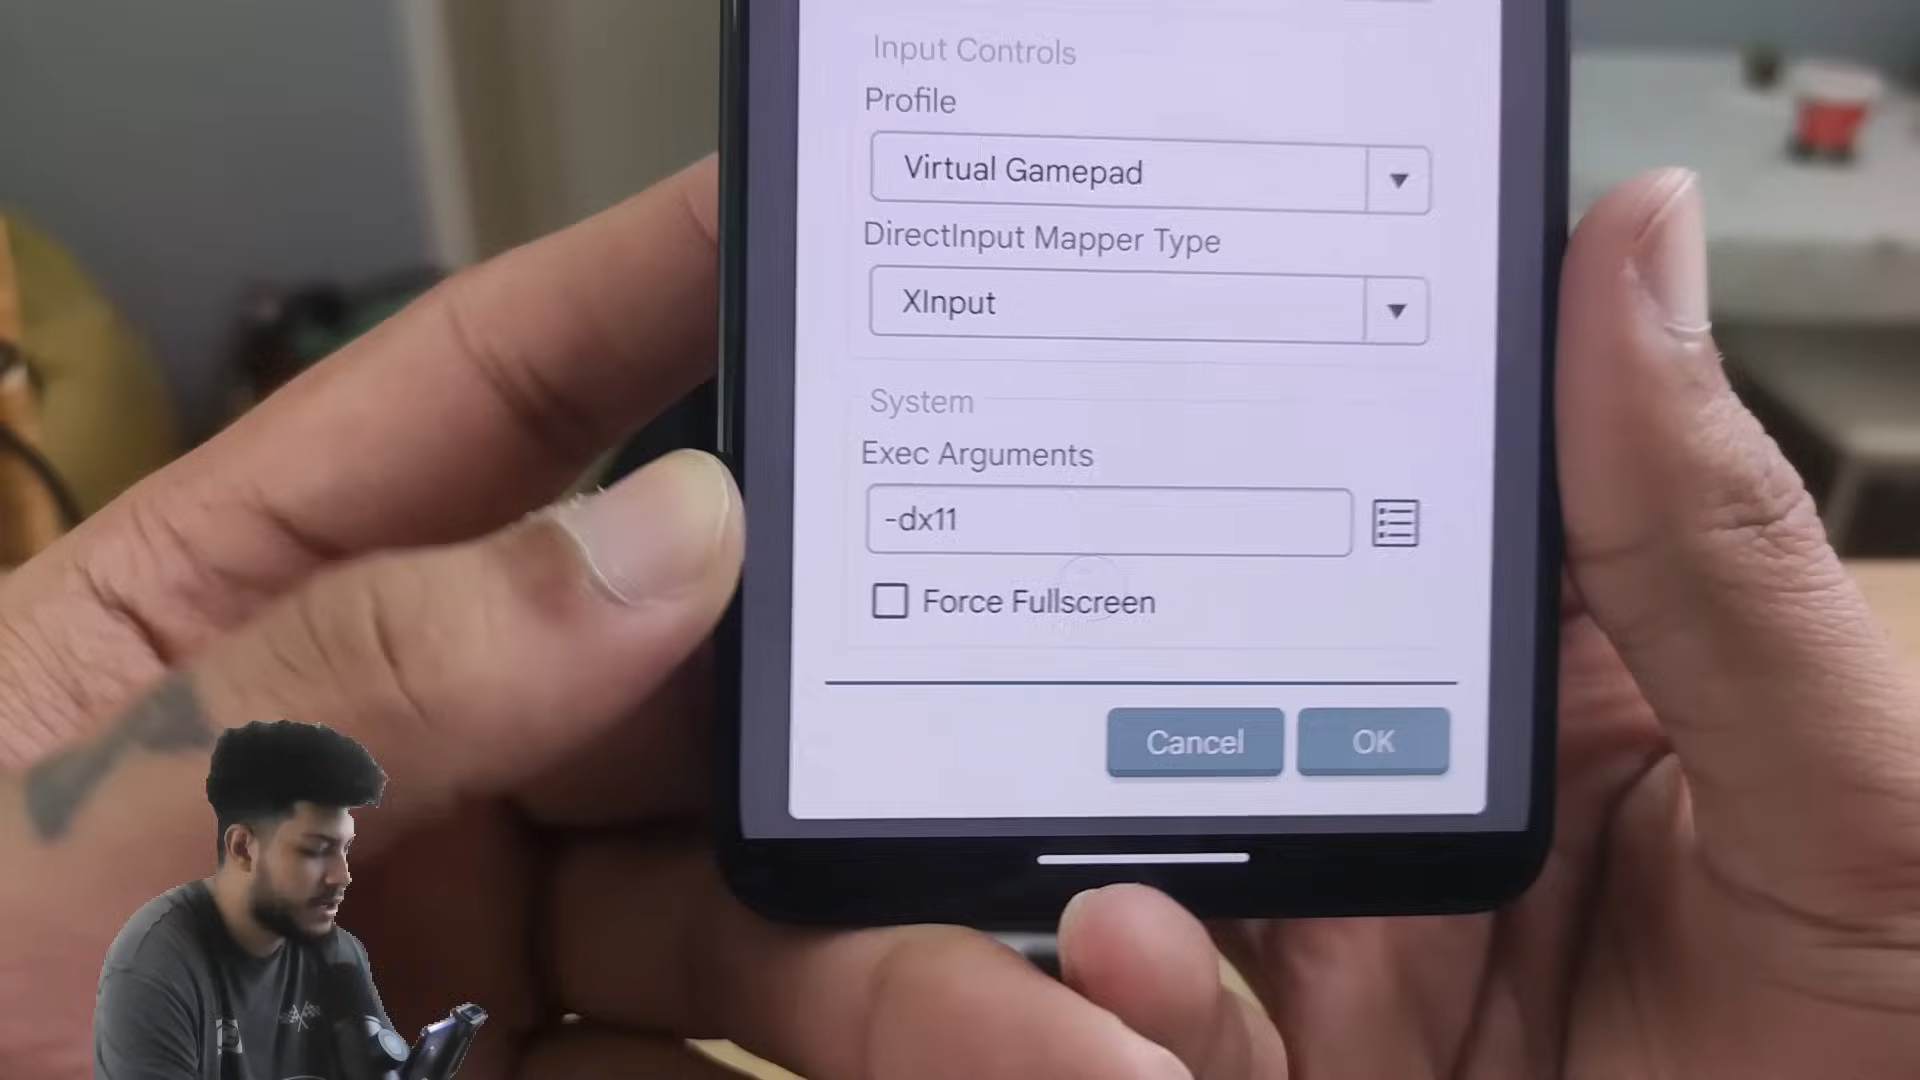 Input Controls
Profile
Virtual Gamepad
DirectInput Mapper Type
XInput
System
Exec Arguments
-dx11
Force Fullscreen
Cancel
OK